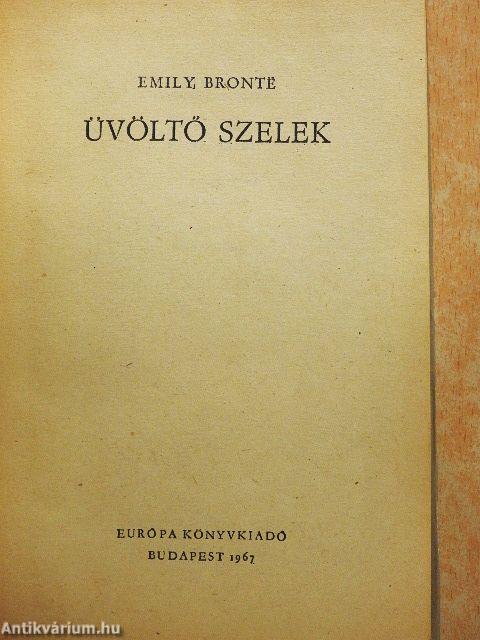 EMILY BRONTË
ÜVÖLTŐ SZELEK
EURÓPA KÖNYVKIADÓ
BUDAPEST 1967
Antikvárium.hu